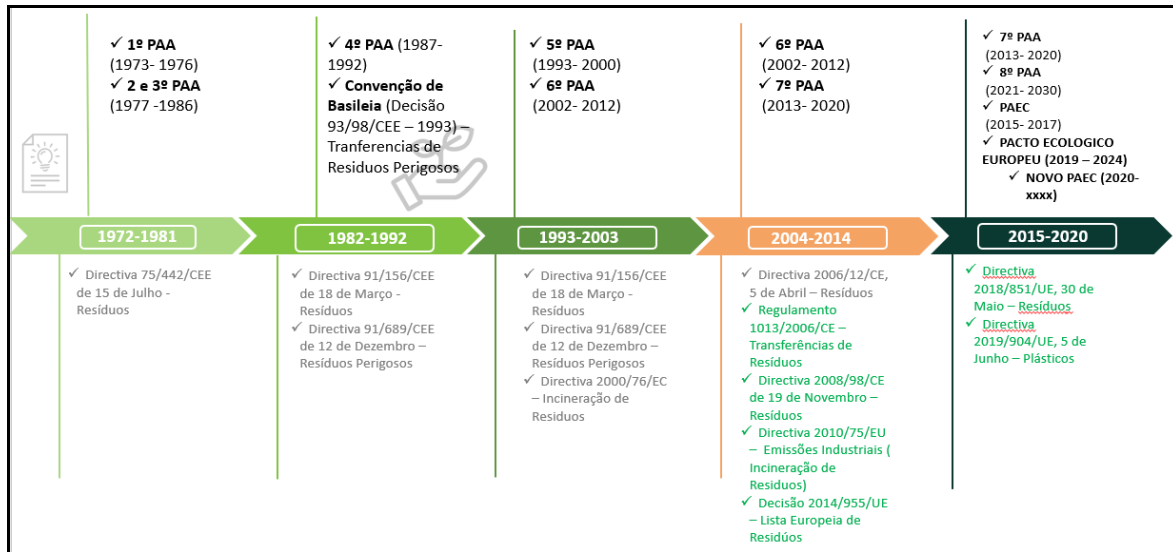 ✓ 1º PAA
(1973- 1976)
✓ 2 e 3º PAA
(1977 -1986)
✓ 4º PAA (1987-
1992)
✓ Convenção de
Basileia (Decisão
93/98/CEE – 1993) –
Tranferencias de
Residuos Perigosos
✓ 5º PAA
(1993- 2000)
✓ 6º PAA
(2002- 2012)
✓ 6º PAA
(2002- 2012)
✓ 7º PAA
(2013- 2020)
✓ 7º PAA
(2013- 2020)
✓ 8º PAA
(2021- 2030)
✓ PAEC
(2015- 2017)
✓ PACTO ECOLOGICO
EUROPEU (2019 – 2024)
✓ NOVO PAEC (2020-
xxxx)
1972-1981
1982-1992
1993-2003
2004-2014
2015-2020
✓ Directiva 75/442/CEE
de 15 de Julho -
Resíduos
✓ Directiva 91/156/CEE
de 18 de Março -
Resíduos
✓ Directiva 91/689/CEE
de 12 de Dezembro –
Resíduos Perigosos
✓ Directiva 91/156/CEE
de 18 de Março -
Resíduos
✓ Directiva 91/689/CEE
de 12 de Dezembro –
Resíduos Perigosos
✓ Directiva 2000/76/EC
– Incineração de
Residuos
✓ Directiva 2006/12/CE,
5 de Abril – Resíduos
✓ Regulamento
1013/2006/CE –
Transferências de
Resíduos
✓ Directiva 2008/98/CE
de 19 de Novembro –
Resíduos
✓ Directiva 2010/75/EU
– Emissões Industriais (
Incineração de
Residuos)
✓ Decisão 2014/955/UE
– Lista Europeia de
Residúos
✓ Directiva
2018/851/UE, 30 de
Maio – Resíduos
✓ Directiva
2019/904/UE, 5 de
Junho – Plásticos